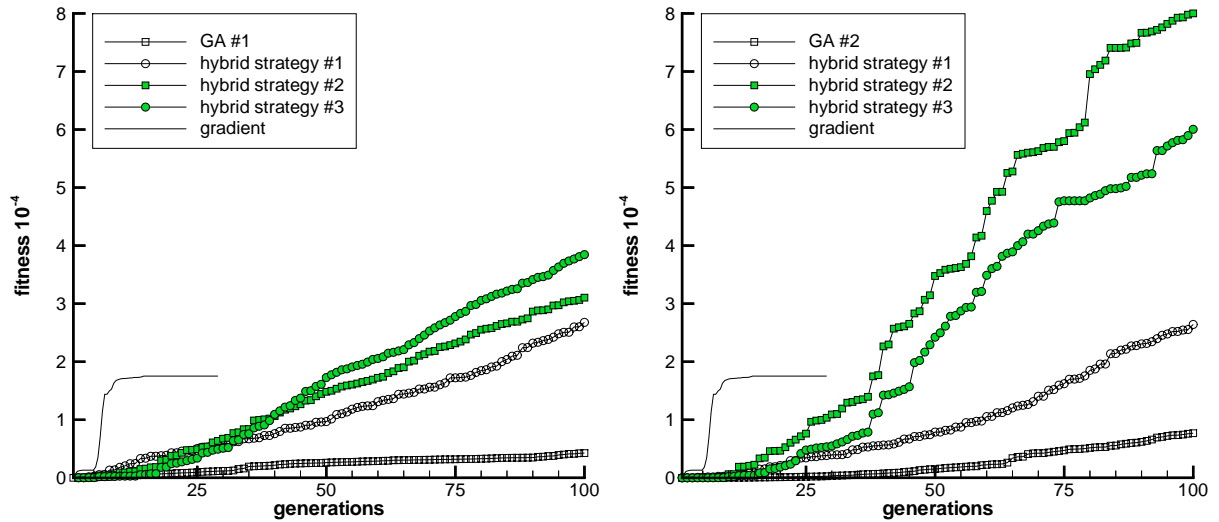 8
7
6
5
4
3
2
1
0
fitness 10-4
GA #1
hybrid strategy #1
hybrid strategy #2
hybrid strategy #3
gradient
25
50
75
100
generations
8
7
6
5
4
3
2
1
0
fitness 10-4
GA #2
hybrid strategy #1
hybrid strategy #2
hybrid strategy #3
gradient
25
50
75
100
generations